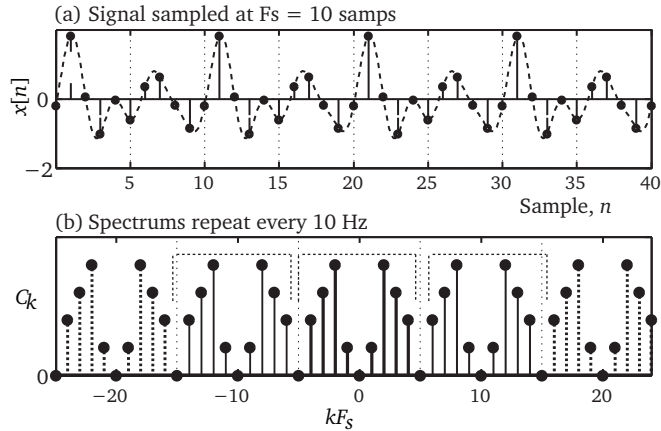 (a) Signal sampled at Fs = 10 samps
x[n]
0
−2
5 10 15 20 25 30 35 40
Sample, n
(b) Spectrums repeat every 10 Hz
Ck
0
−20 −10 0 10 20
kFs